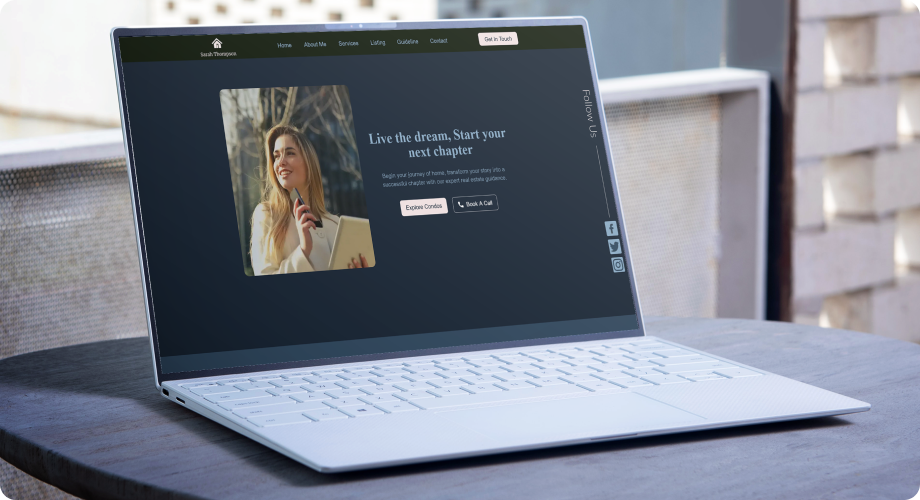 Sarah Thompson
Home About Me Services Listing Guideline Contact
Get in Touch
Live the dream, Start your
next chapter
Begin your journey of home, transform your story into a
successful chapter with our expert real estate guidance.
Explore Condos
Book A Call
Follow Us